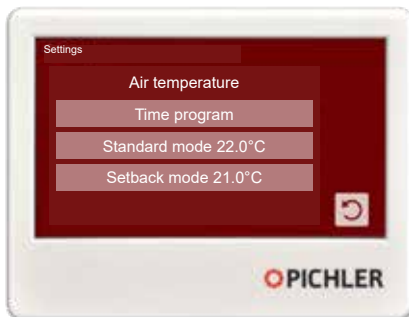 Settings
Air temperature
Time program
Standard mode 22.0°C
Setback mode 21.0°C
PICHLER